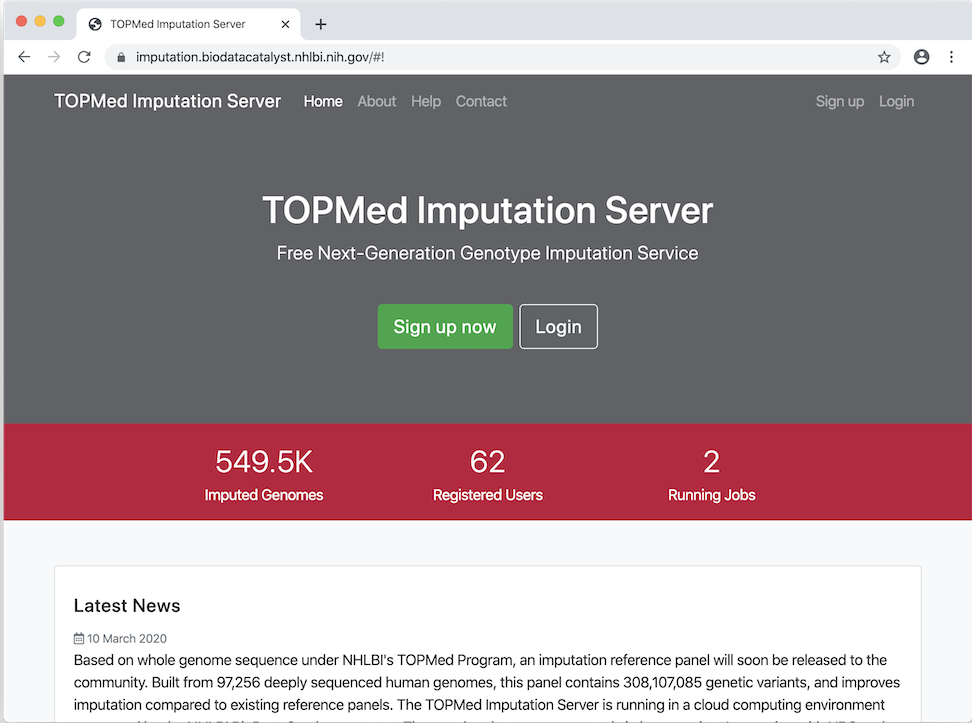 TOPMed Imputation Server
imputation.biodatacatalyst.nhlbi.nih.gov/#!
TOPMed Imputation Server Home About Help Contact Sign up Login
TOPMed Imputation Server
Free Next-Generation Genotype Imputation Service
Sign up now Login
549.5K 62 2
Imputed Genomes Registered Users Running Jobs
Latest News
10 March 2020
Based on whole genome sequence under NHLBI's TOPMed Program, an imputation reference panel will soon be released to the
community. Built from 97,256 deeply sequenced human genomes, this panel contains 308,107,085 genetic variants, and improves
imputation compared to existing reference panels. The TOPMed Imputation Server is running in a cloud computing environment